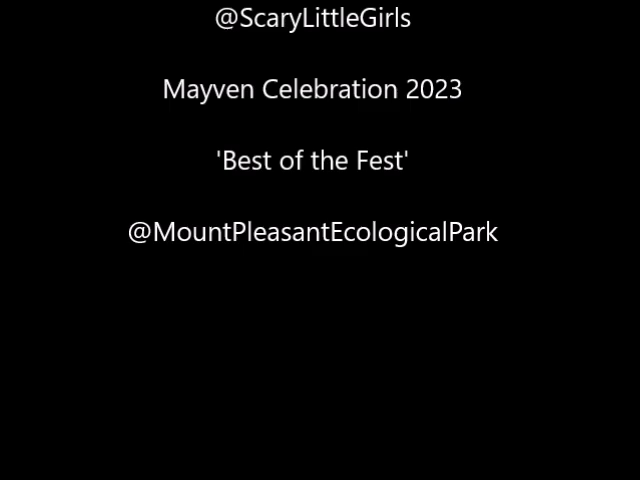 @ScaryLittleGirls
Mayven Celebration 2023
'Best of the Fest'
@MountPleasantEcologicalPark